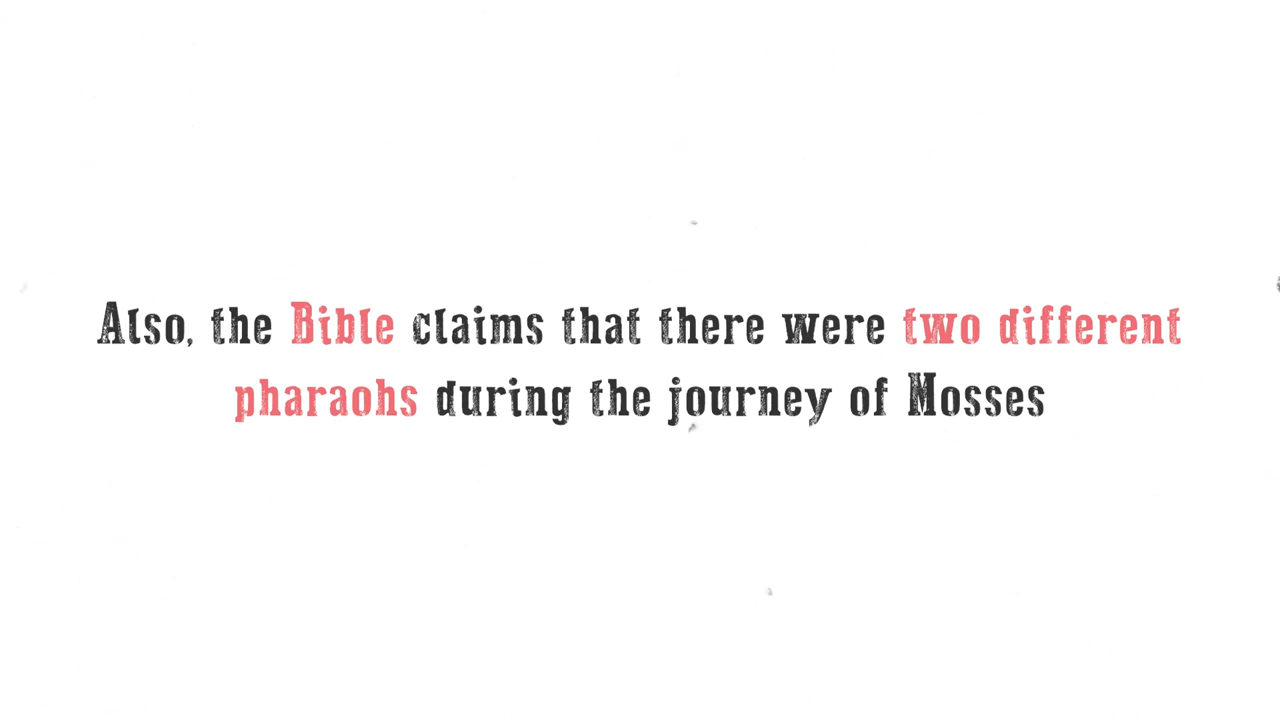 Also, the Bible claims that there were two different
pharaohs during the journey of Mosses